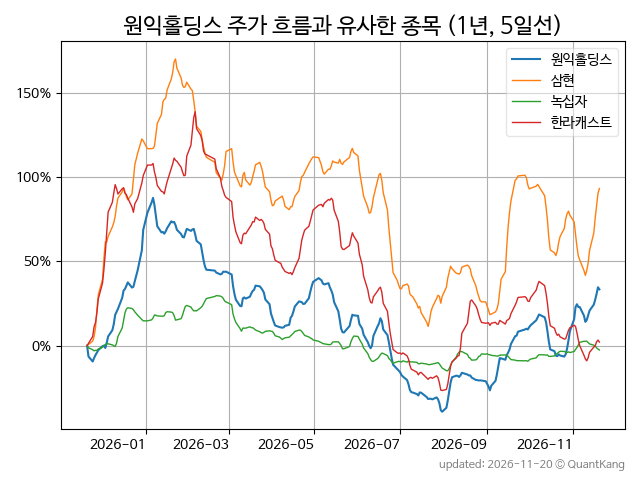 원익홀딩스 주가 흐름과 유사한 종목 (1년, 5일선)
원익홀딩스
삼현
녹십자
한라캐스트
150%
100%
50%
0%
2026-01 2026-03 2026-05 2026-07 2026-09 2026-11
updated: 2026-11-20 © QuantKang